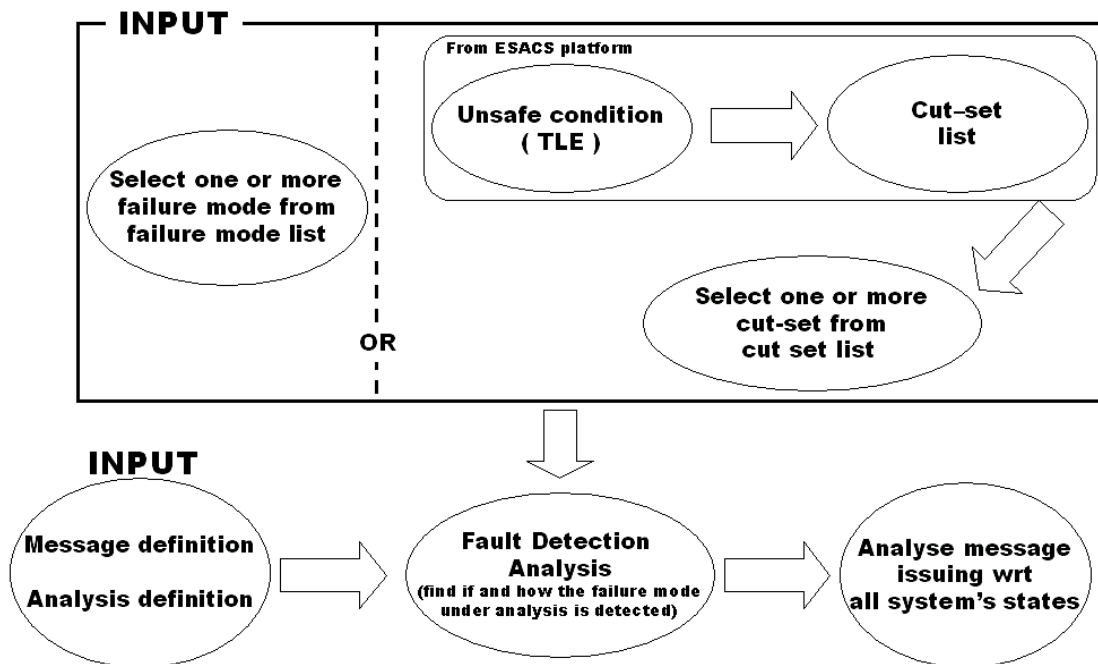 INPUT
From ESACS platform
Unsafe condition
( TLE )
Cut–set
list
Select one or more
failure mode from
failure mode list
Select one or more
cut-set from
cut set list
OR
INPUT
Message definition
Analysis definition
Fault Detection
Analysis
(find if and how the failure mode
under analysis is detected)
Analyse message
issuing wrt
all system's states